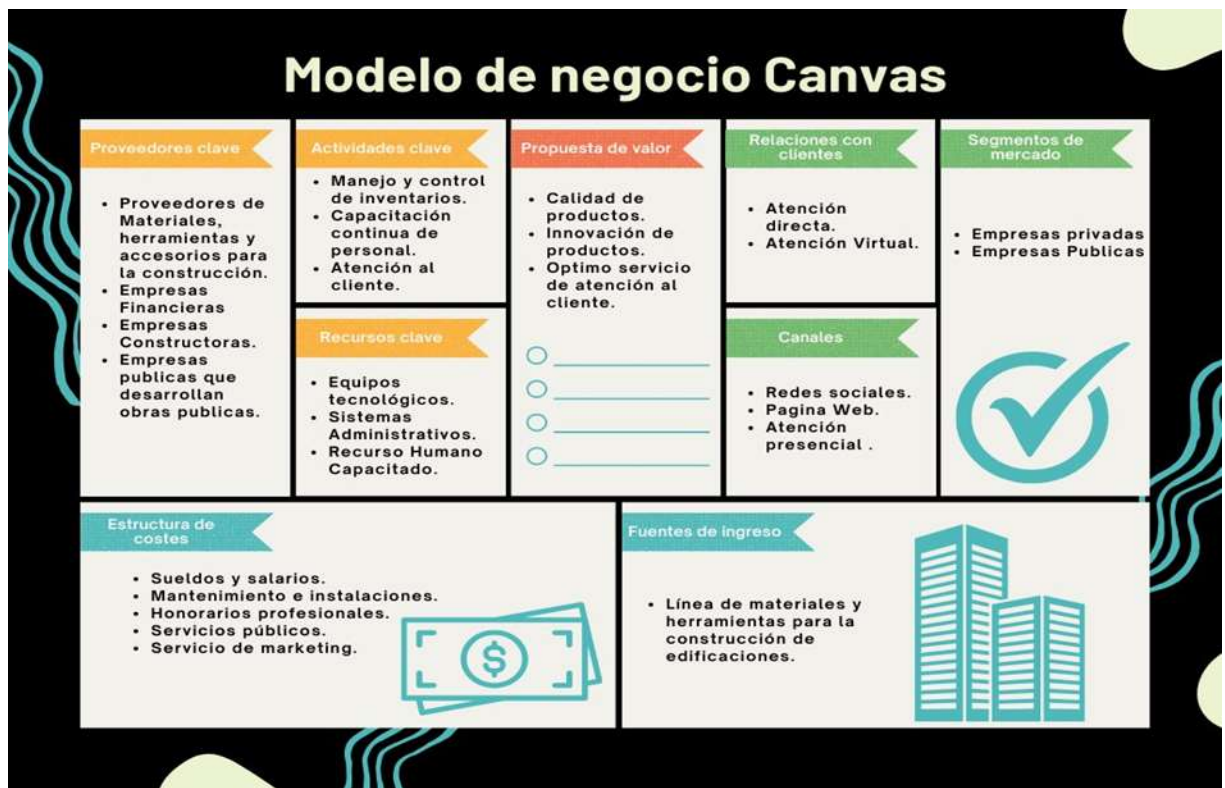 Modelo de negocio Canvas
Proveedores clave
• Proveedores de
Materiales,
herramientas y
accesorios para
la construcción.
• Empresas
Financieras
• Empresas
Constructoras.
• Empresas
publicas que
desarrollan
obras publicas.
Actividades clave
• Manejo y control
de inventarios.
• Capacitación
continua de
personal.
• Atención al
cliente.
Recursos clave
• Equipos
tecnológicos.
• Sistemas
Administrativos.
• Recurso Humano
Capacitado.
Propuesta de valor
• Calidad de
productos.
• Innovación de
productos.
• Optimo servicio
de atención al
cliente.
Relaciones con
clientes
• Atención
directa.
• Atención Virtual.
Canales
• Redes sociales.
• Pagina Web.
• Atención
presencial .
Segmentos de
mercado
• Empresas privadas
• Empresas Publicas
Estructura de
costes
• Sueldos y salarios.
• Mantenimiento e instalaciones.
• Honorarios profesionales.
• Servicios públicos.
• Servicio de marketing.
$
Fuentes de ingreso
• Línea de materiales y
herramientas para la
construcción de
edificaciones.